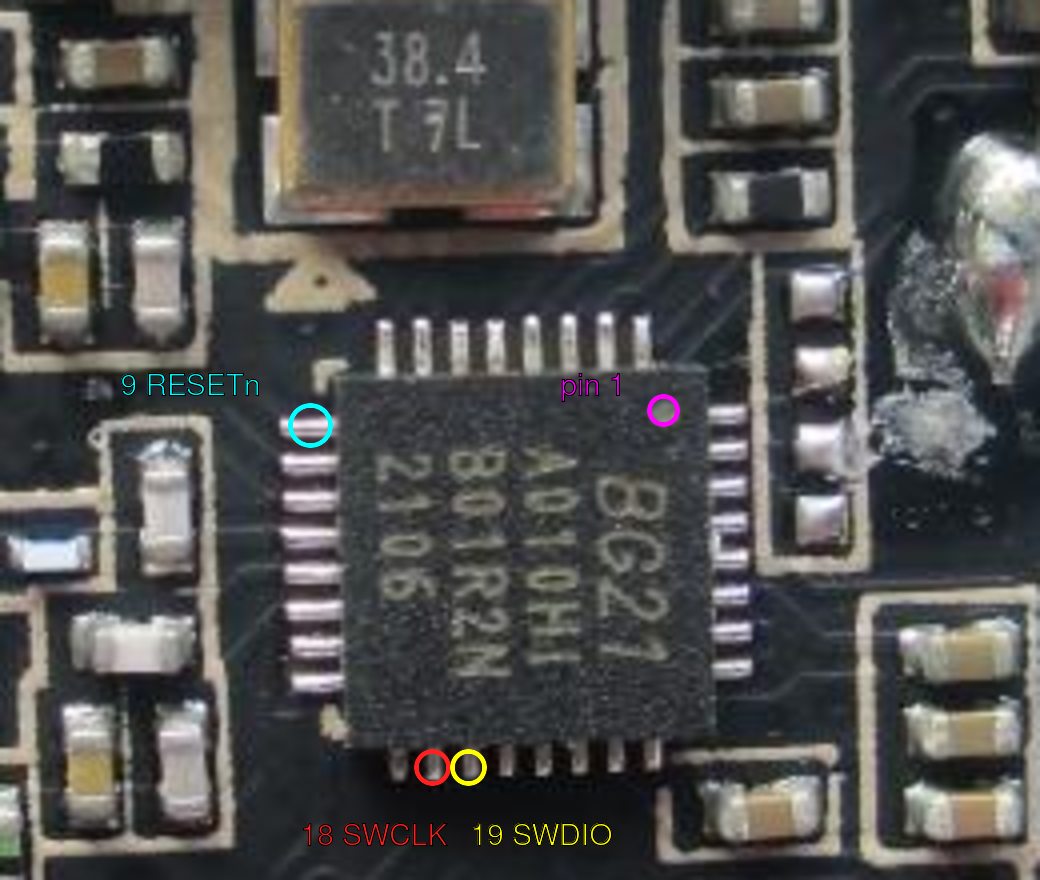 38.4
T 7L
9 RESETn
pin 1
BG21
A010HI
B01R2N
2106
18 SWCLK 19 SWDIO